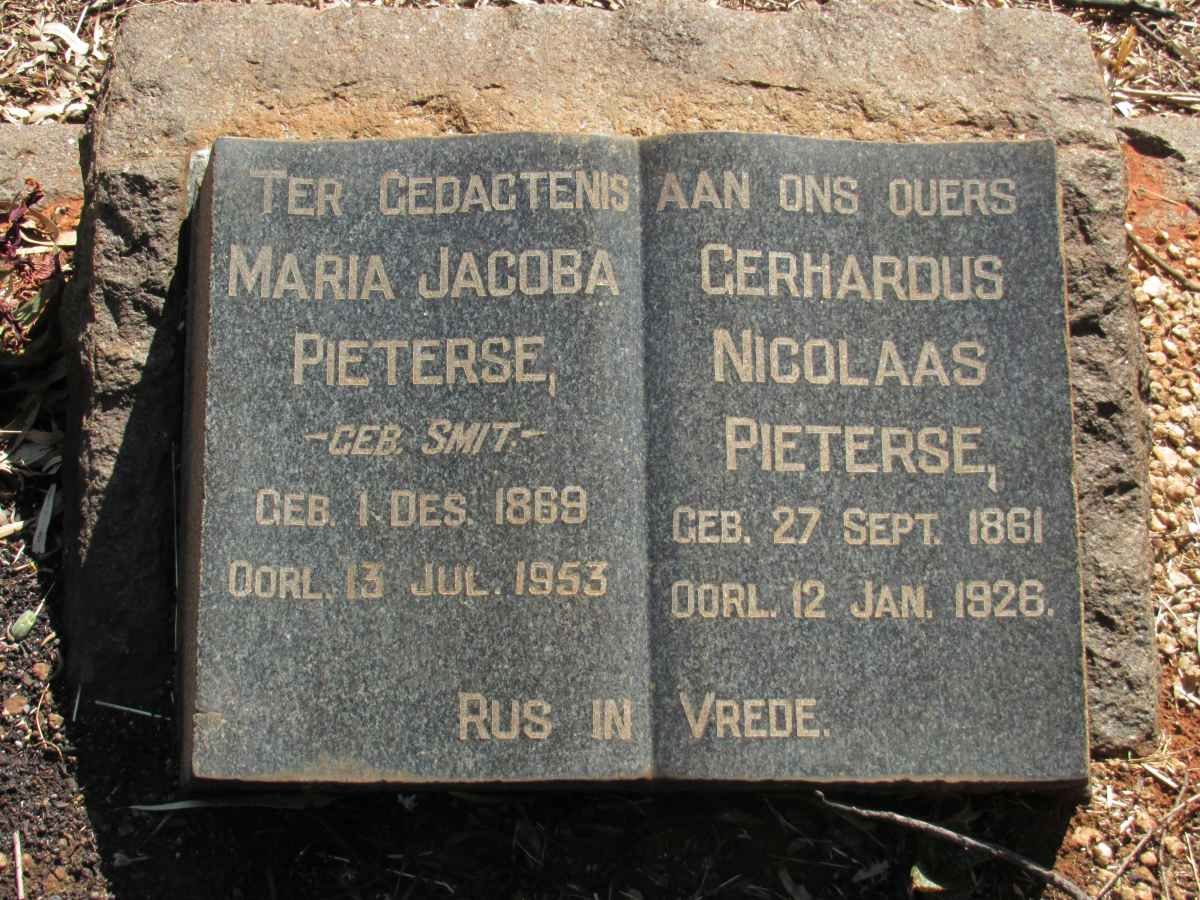 TER GEDAGTENIS AAN ONS OUERS
MARIA JACOBA
PIETERSE,
-GEB. SMIT.-
GEB. 1 DES. 1869
OORL. 13 JUL. 1953
GERHARDUS
NICOLAAS
PIETERSE,
GEB. 27 SEPT. 1861
OORL. 12 JAN. 1926.
RUS IN VREDE.